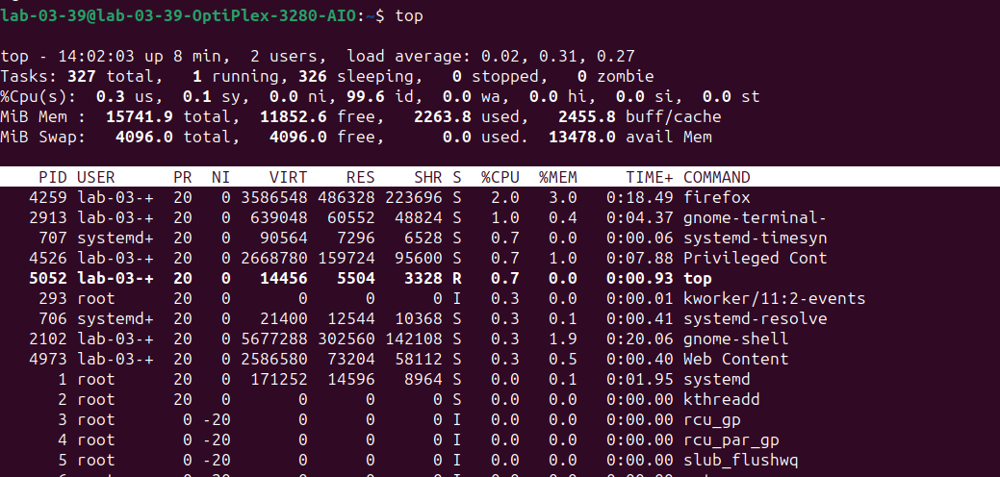 lab-03-39@lab-03-39-OptiPlex-3280-AIO:~$ top
top - 14:02:03 up 8 min,  2 users,  load average: 0.02, 0.31, 0.27
Tasks: 327 total,   1 running, 326 sleeping,   0 stopped,   0 zombie
%Cpu(s):  0.3 us,  0.1 sy,  0.0 ni, 99.6 id,  0.0 wa,  0.0 hi,  0.0 si,  0.0 st
MiB Mem :  15741.9 total,  11852.6 free,   2263.8 used,   2455.8 buff/cache
MiB Swap:   4096.0 total,   4096.0 free,      0.0 used.  13478.0 avail Mem
PID USER      PR  NI    VIRT    RES    SHR S  %CPU  %MEM     TIME+ COMMAND
4259 lab-03-+  20   0 3586548 486328 223696 S   2.0   3.0   0:18.49 firefox
2913 lab-03-+  20   0  639048  60552  48824 S   1.0   0.4   0:04.37 gnome-terminal-
707 systemd+  20   0   90564   7296   6528 S   0.7   0.0   0:00.06 systemd-timesyn
4526 lab-03-+  20   0 2668780 159724  95600 S   0.7   1.0   0:07.88 Privileged Cont
5052 lab-03-+  20   0   14456   5504   3328 R   0.7   0.0   0:00.93 top
293 root      20   0       0      0      0 I   0.3   0.0   0:00.01 kworker/11:2-events
706 systemd+  20   0   21400  12544  10368 S   0.3   0.1   0:00.41 systemd-resolve
2102 lab-03-+  20   0 5677288 302560 142108 S   0.3   1.9   0:20.06 gnome-shell
4973 lab-03-+  20   0 2586580  73204  58112 S   0.3   0.5   0:00.40 Web Content
1 root      20   0  171252  14596   8964 S   0.0   0.1   0:01.95 systemd
2 root      20   0       0      0      0 S   0.0   0.0   0:00.00 kthreadd
3 root       0 -20       0      0      0 I   0.0   0.0   0:00.00 rcu_gp
4 root       0 -20       0      0      0 I   0.0   0.0   0:00.00 rcu_par_gp
5 root       0 -20       0      0      0 I   0.0   0.0   0:00.00 slub_flushwq